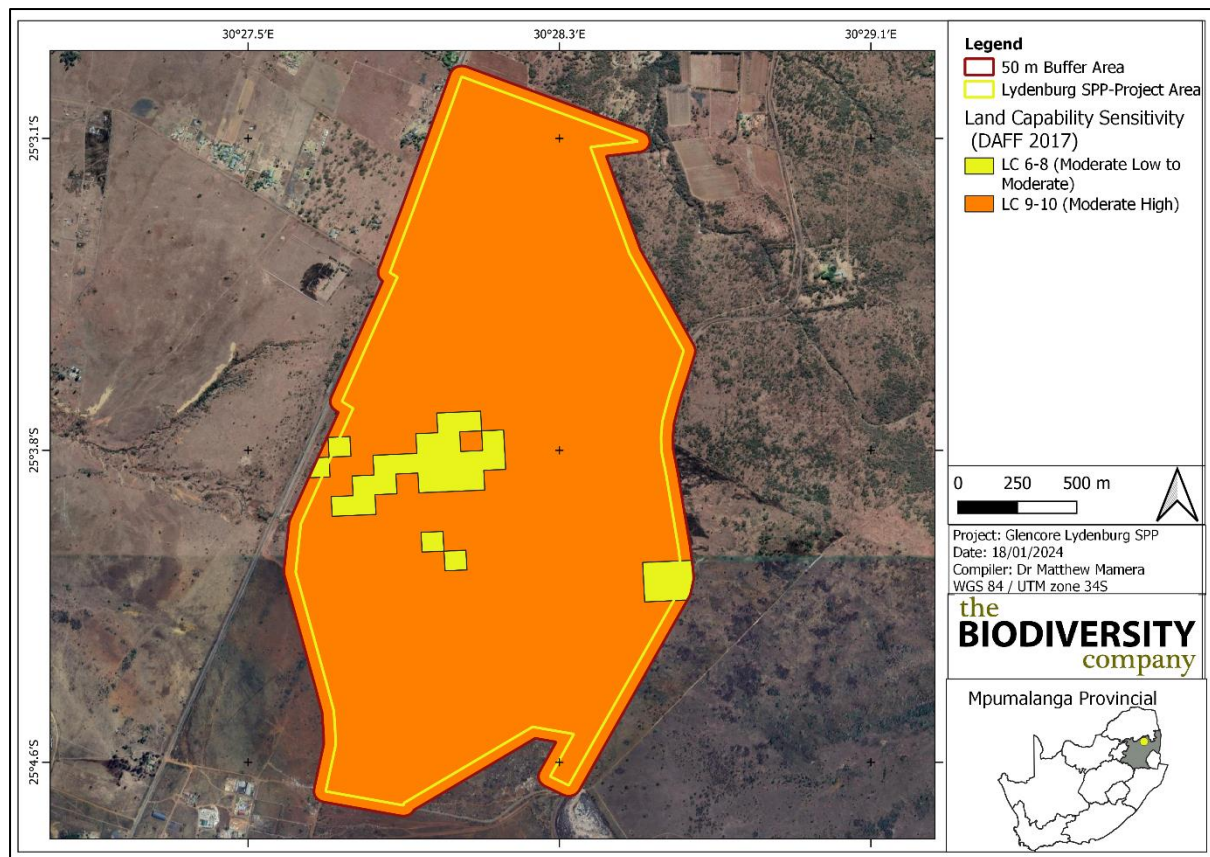 30°27.5'E
30°28.3'E
30°29.1'E
25°3.1'S
25°3.8'S
25°4.6'S
Legend
50 m Buffer Area
Lydenburg SPP-Project Area
Land Capability Sensitivity
(DAFF 2017)
LC 6-8 (Moderate Low to
Moderate)
LC 9-10 (Moderate High)
0 250 500 m
Project: Glencore Lydenburg SPP
Date: 18/01/2024
Compiler: Dr Matthew Mamera
WGS 84 / UTM zone 34S
the
BIODIVERSITY
company
Mpumalanga Provincial